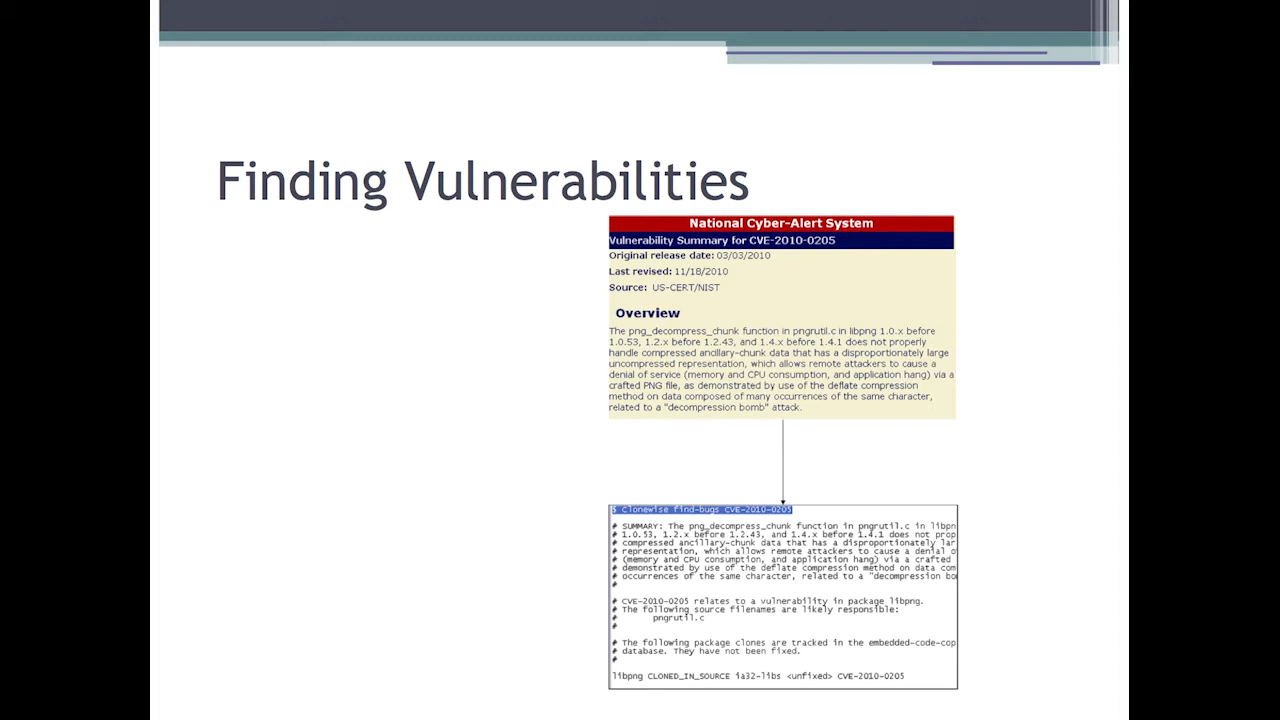 Finding Vulnerabilities
National Cyber-Alert System
Vulnerability Summary for CVE-2010-0205
Original release date: 03/03/2010
Last revised: 11/18/2010
Source: US-CERT/NIST
Overview
The png_decompress_chunk function in pngrutil.c in libpng 1.0.x before
1.0.53, 1.2.x before 1.2.43, and 1.4.x before 1.4.1 does not properly
handle compressed ancillary-chunk data that has a disproportionately large
uncompressed representation, which allows remote attackers to cause a
denial of service (memory and CPU consumption, and application hang) via a
crafted PNG file, as demonstrated by use of the deflate compression
method on data composed of many occurrences of the same character,
related to a "decompression bomb" attack.
$ Clonewise find-bugs CVE-2010-0205
# SUMMARY: The png_decompress_chunk function in pngrutil.c in libpn
# 1.0.53, 1.2.x before 1.2.43, and 1.4.x before 1.4.1 does not prop
# compressed ancillary-chunk data that has a disproportionately lar
# representation, which allows remote attackers to cause a denial o
# (memory and CPU consumption, and application hang) via a crafted
# demonstrated by use of the deflate compression method on data com
# occurrences of the same character, related to a "decompression bo
#
# CVE-2010-0205 relates to a vulnerability in package libpng.
# The following source filenames are likely responsible:
# pngrutil.c
#
# The following package clones are tracked in the embedded-code-cop
# database. They have not been fixed.
#
libpng CLONED_IN_SOURCE ia32-libs <unfixed> CVE-2010-0205